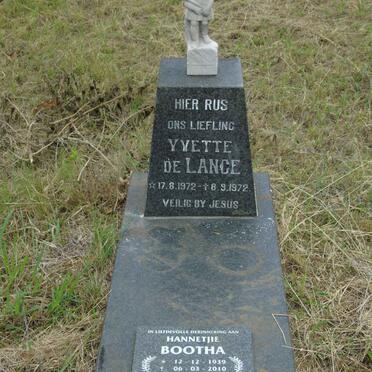 HIER RUS
ONS LIEFLING
YVETTE
DE LANGE
* 17.8.1972 - † 8.9.1972
VEILIG BY JESUS
IN LIEFDEVOLLE HERINNERING AAN
HANNETJIE
BOOTHA
* 12-12-1939
† 06-03-2010